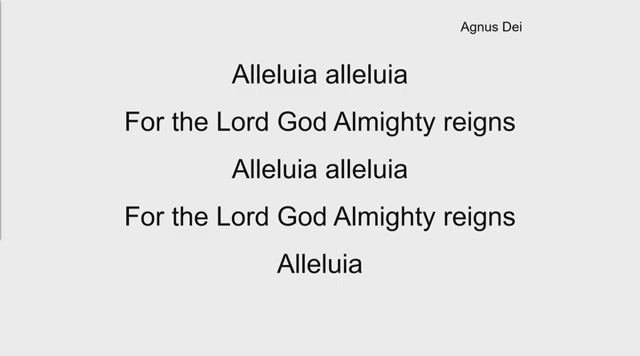 Agnus Dei
Alleluia alleluia
For the Lord God Almighty reigns
Alleluia alleluia
For the Lord God Almighty reigns
Alleluia